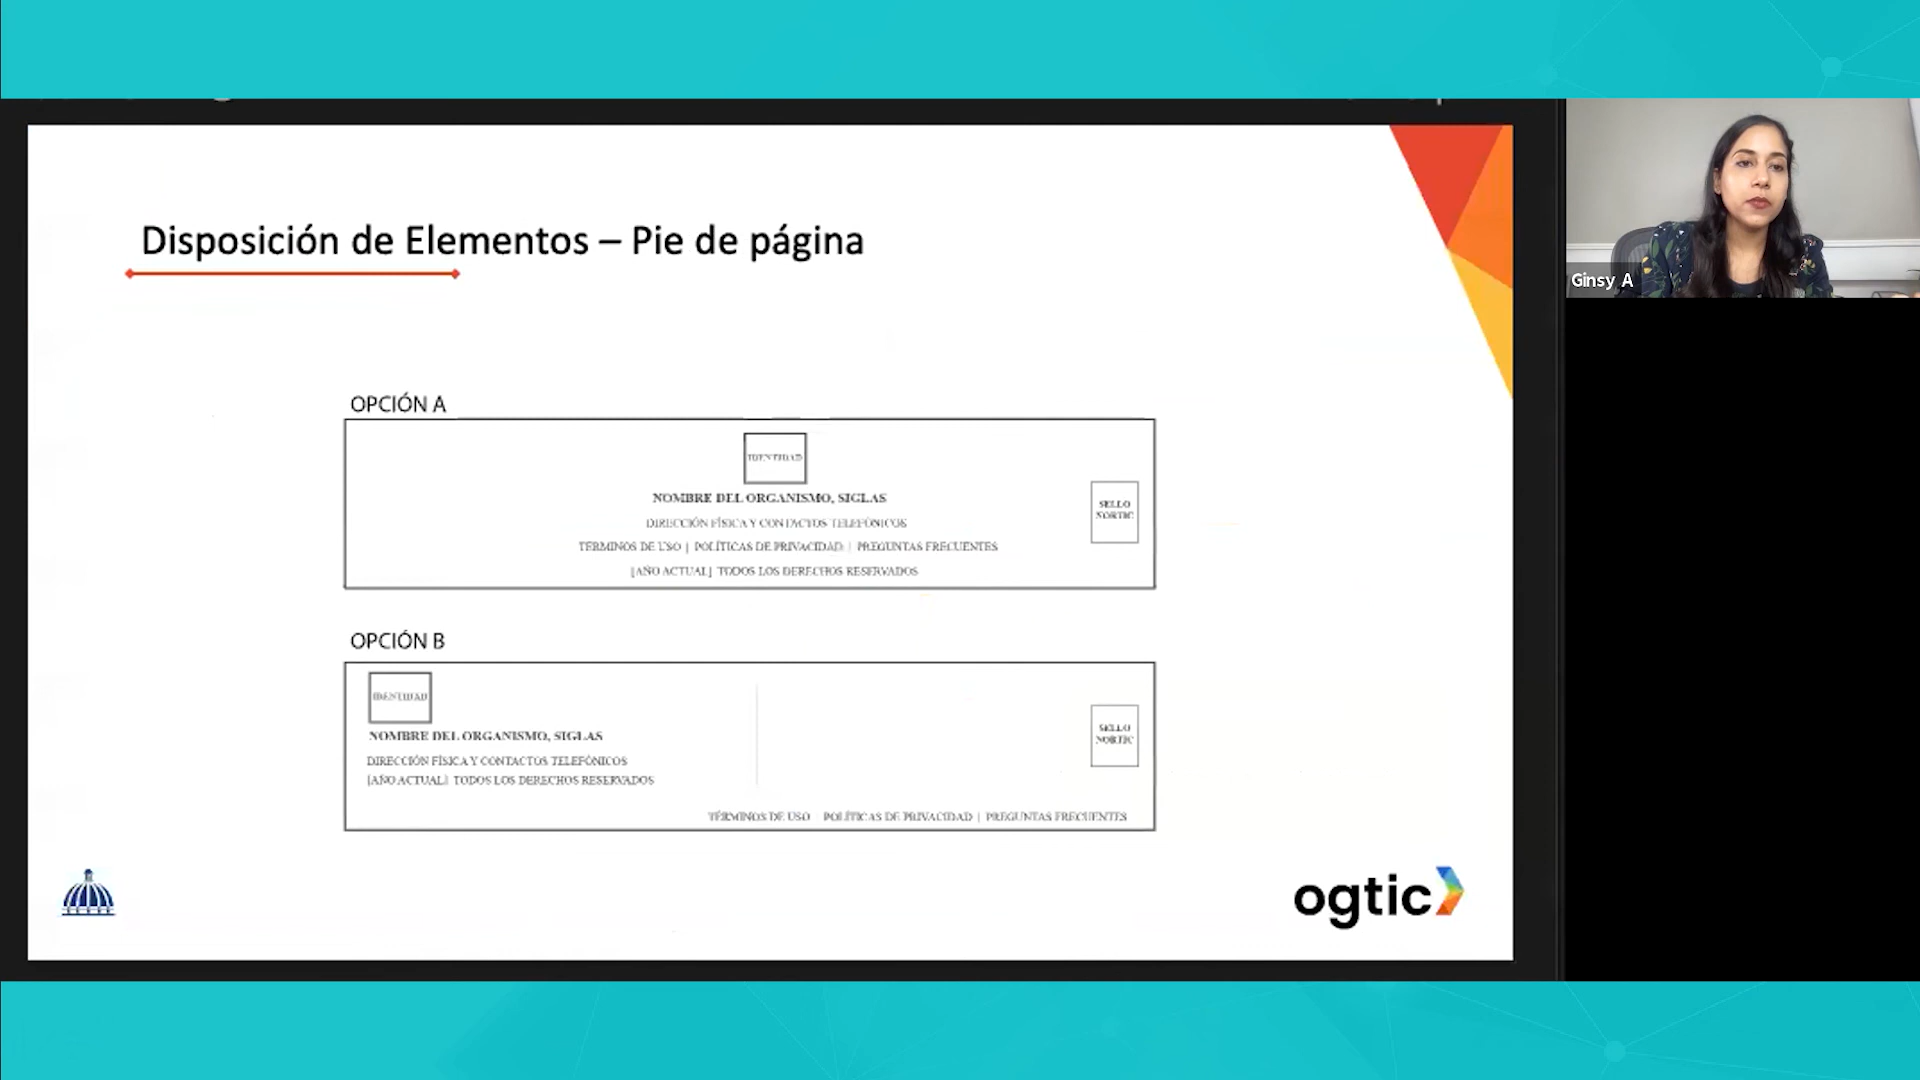 Disposición de Elementos – Pie de página
Ginsy A
OPCIÓN A
IDENTIDAD
NOMBRE DEL ORGANISMO, SIGLAS
DIRECCIÓN FÍSICA Y CONTACTOS TELEFÓNICOS
TÉRMINOS DE USO | POLÍTICAS DE PRIVACIDAD | PREGUNTAS FRECUENTES
[AÑO ACTUAL] TODOS LOS DERECHOS RESERVADOS
SELLO
NORTIC
OPCIÓN B
IDENTIDAD
NOMBRE DEL ORGANISMO, SIGLAS
DIRECCIÓN FÍSICA Y CONTACTOS TELEFÓNICOS
[AÑO ACTUAL] TODOS LOS DERECHOS RESERVADOS
SELLO
NORTIC
TÉRMINOS DE USO | POLÍTICAS DE PRIVACIDAD | PREGUNTAS FRECUENTES
ogtic